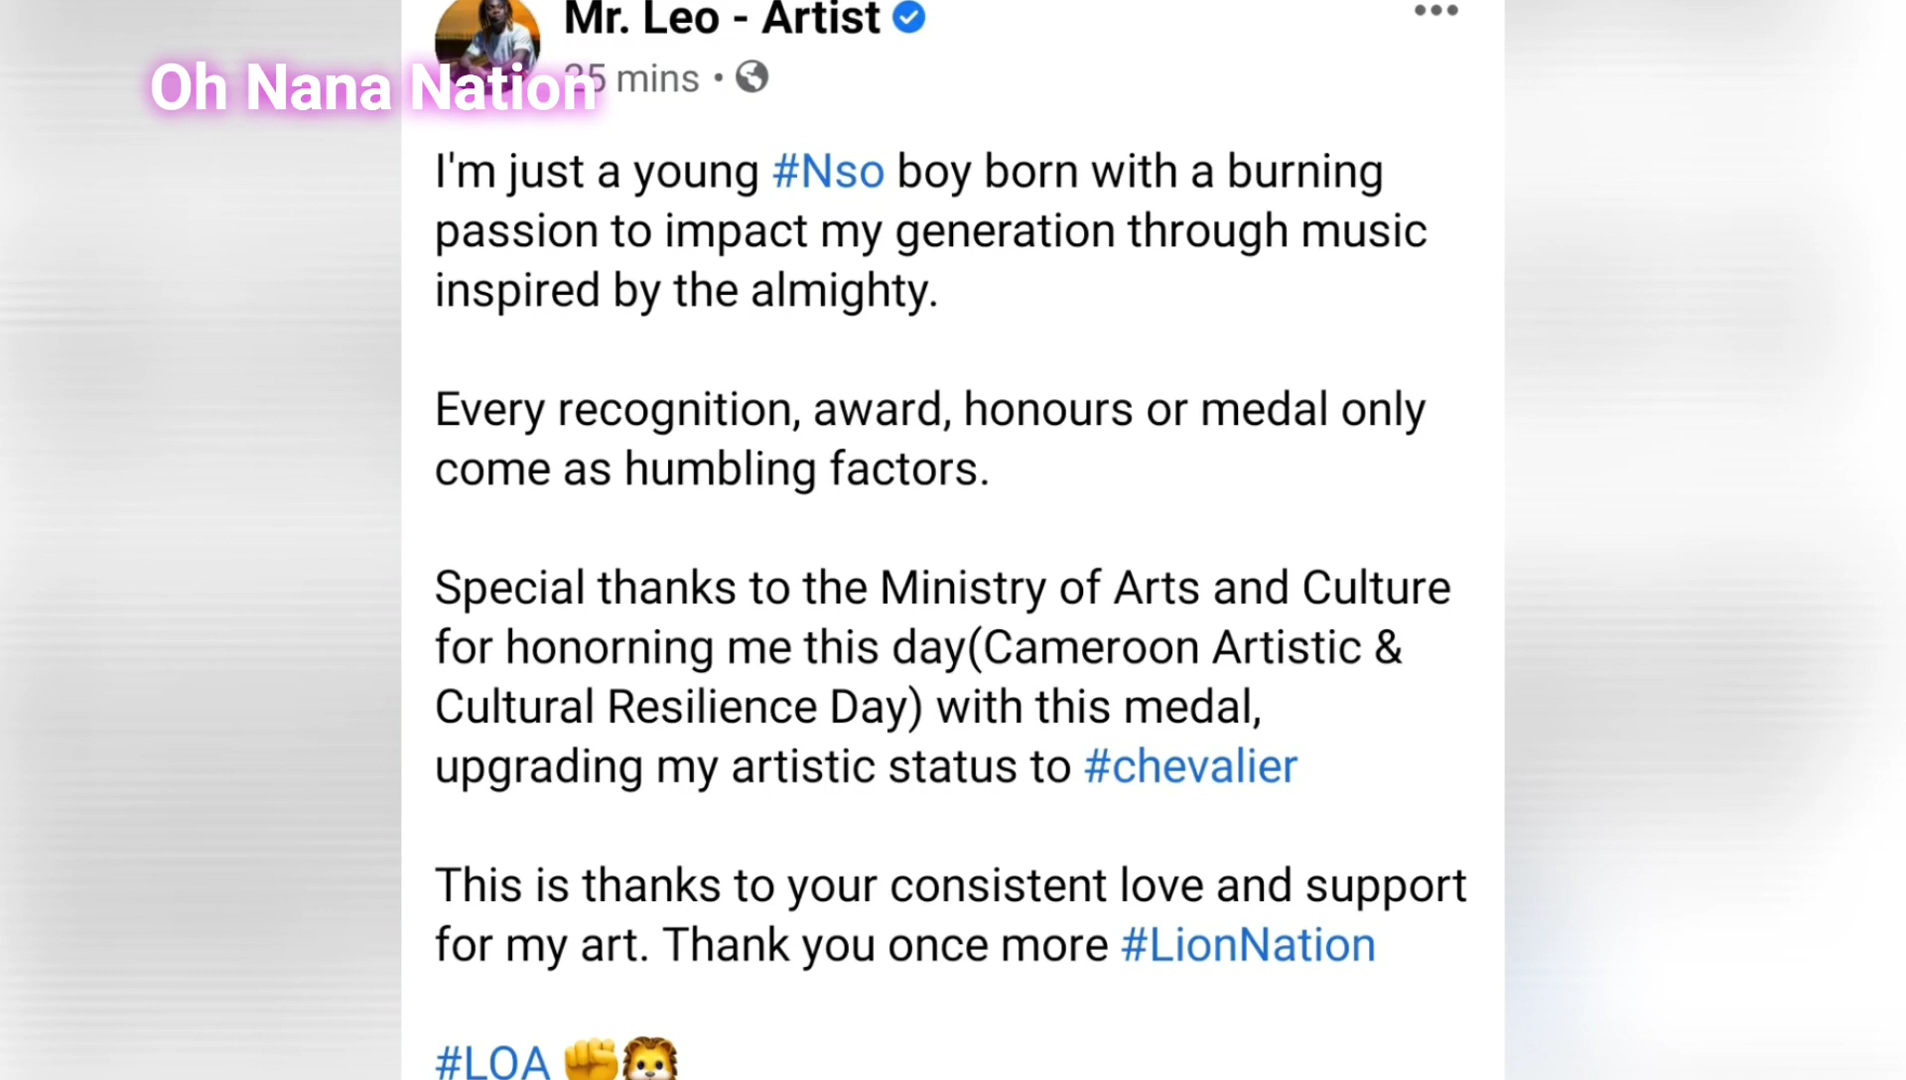 Mr. Leo - Artist
Oh Nana Nation
25 mins
I'm just a young #Nso boy born with a burning
passion to impact my generation through music
inspired by the almighty.
Every recognition, award, honours or medal only
come as humbling factors.
Special thanks to the Ministry of Arts and Culture
for honorning me this day(Cameroon Artistic &
Cultural Resilience Day) with this medal,
upgrading my artistic status to #chevalier
This is thanks to your consistent love and support
for my art. Thank you once more #LionNation
#LOA